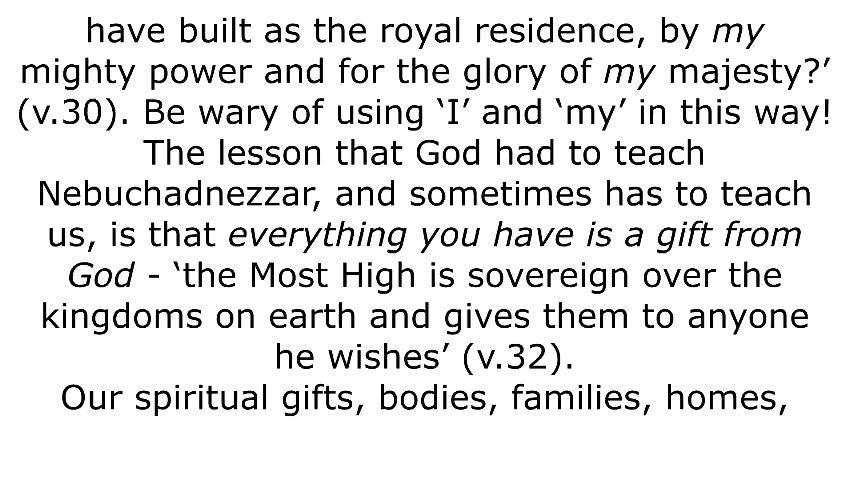 have built as the royal residence, by my
mighty power and for the glory of my majesty?’
(v.30). Be wary of using ‘I’ and ‘my’ in this way!
The lesson that God had to teach
Nebuchadnezzar, and sometimes has to teach
us, is that everything you have is a gift from
God - ‘the Most High is sovereign over the
kingdoms on earth and gives them to anyone
he wishes’ (v.32).
Our spiritual gifts, bodies, families, homes,